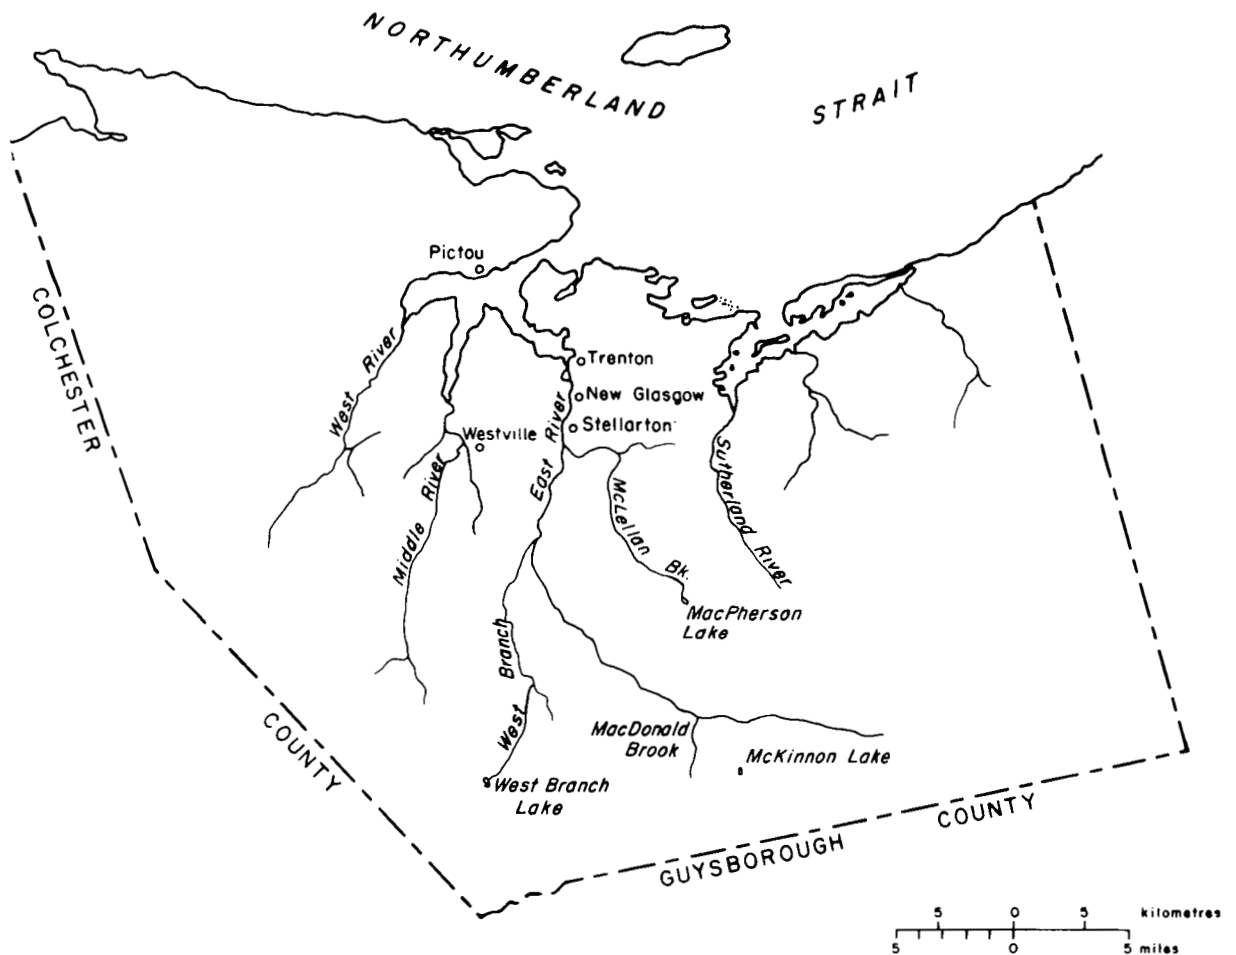 NORTHUMBERLAND
STRAIT
Pictou
COLCHESTER
West River
Trenton
New Glasgow
Stellarton
Westville
East River
Middle River
McLellan Bk.
Sutherland River
MacPherson
Lake
West Branch
MacDonald
Brook
McKinnon Lake
West Branch
Lake
COUNTY
GUYSBOROUGH COUNTY
5 0 5 kilometres
5 0 5 miles